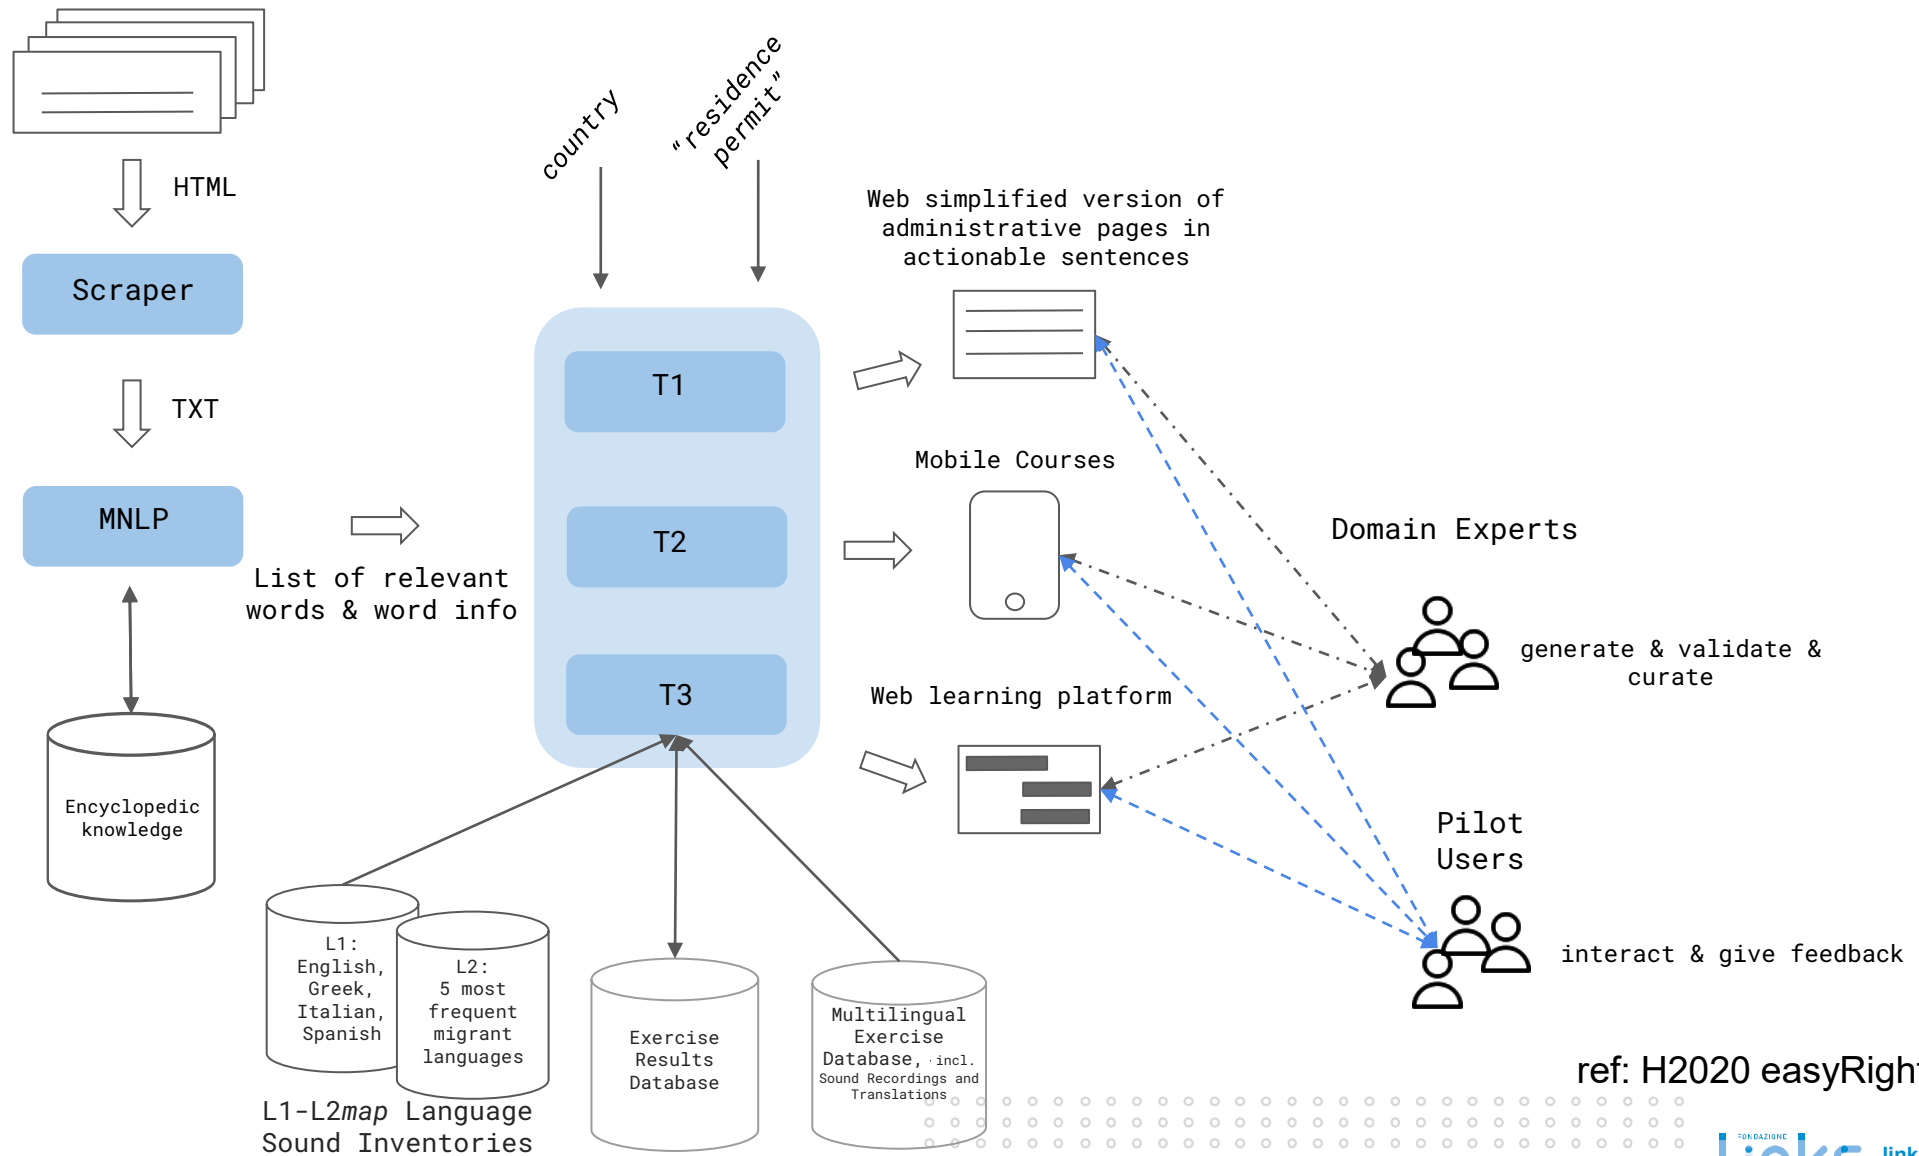 HTML
Scraper
TXT
MNLP
List of relevant
words & word info
Encyclopedic
knowledge
country
"residence
permit"
T1
T2
T3
L1:
English,
Greek,
Italian,
Spanish
L2:
5 most
frequent
migrant
languages
L1-L2map Language
Sound Inventories
Exercise
Results
Database
Multilingual
Exercise
Database, incl.
Sound Recordings and
Translations
Web simplified version of
administrative pages in
actionable sentences
Mobile Courses
Web learning platform
Domain Experts
generate & validate &
curate
Pilot
Users
interact & give feedback
ref: H2020 easyRight
FONDAZIONE
link